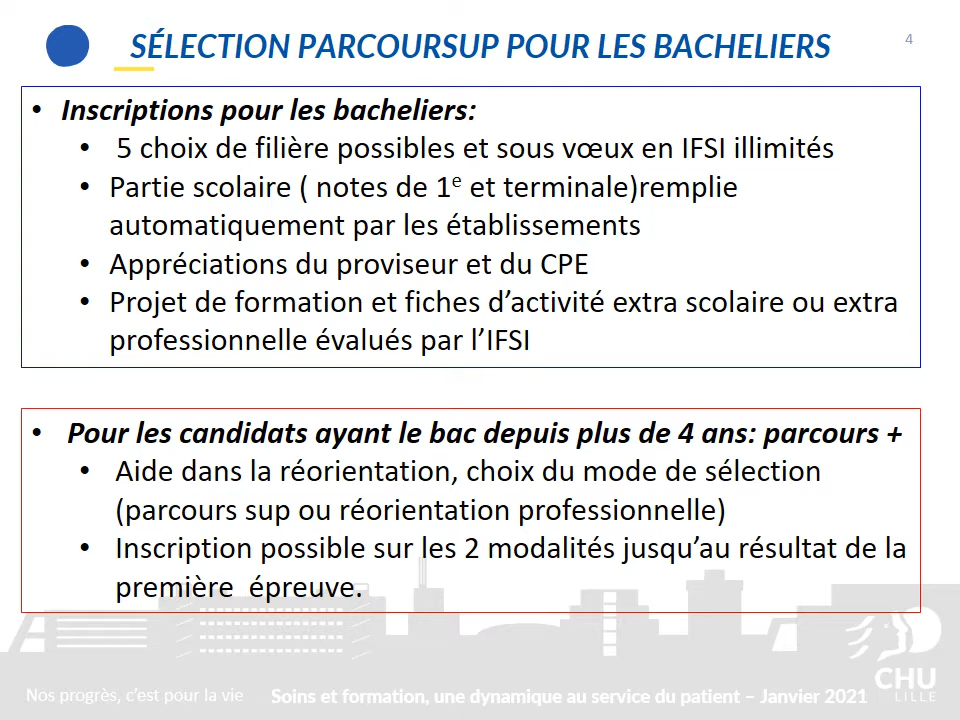 SÉLECTION PARCOURSUP POUR LES BACHELIERS
4
• Inscriptions pour les bacheliers:
• 5 choix de filière possibles et sous vœux en IFSI illimités
• Partie scolaire ( notes de 1e et terminale)remplie
automatiquement par les établissements
• Appréciations du proviseur et du CPE
• Projet de formation et fiches d’activité extra scolaire ou extra
professionnelle évalués par l’IFSI
• Pour les candidats ayant le bac depuis plus de 4 ans: parcours +
• Aide dans la réorientation, choix du mode de sélection
(parcours sup ou réorientation professionnelle)
• Inscription possible sur les 2 modalités jusqu’au résultat de la
première épreuve.
Nos progrès, c’est pour la vie
Soins et formation, une dynamique au service du patient – Janvier 2021
CHU
LILLE